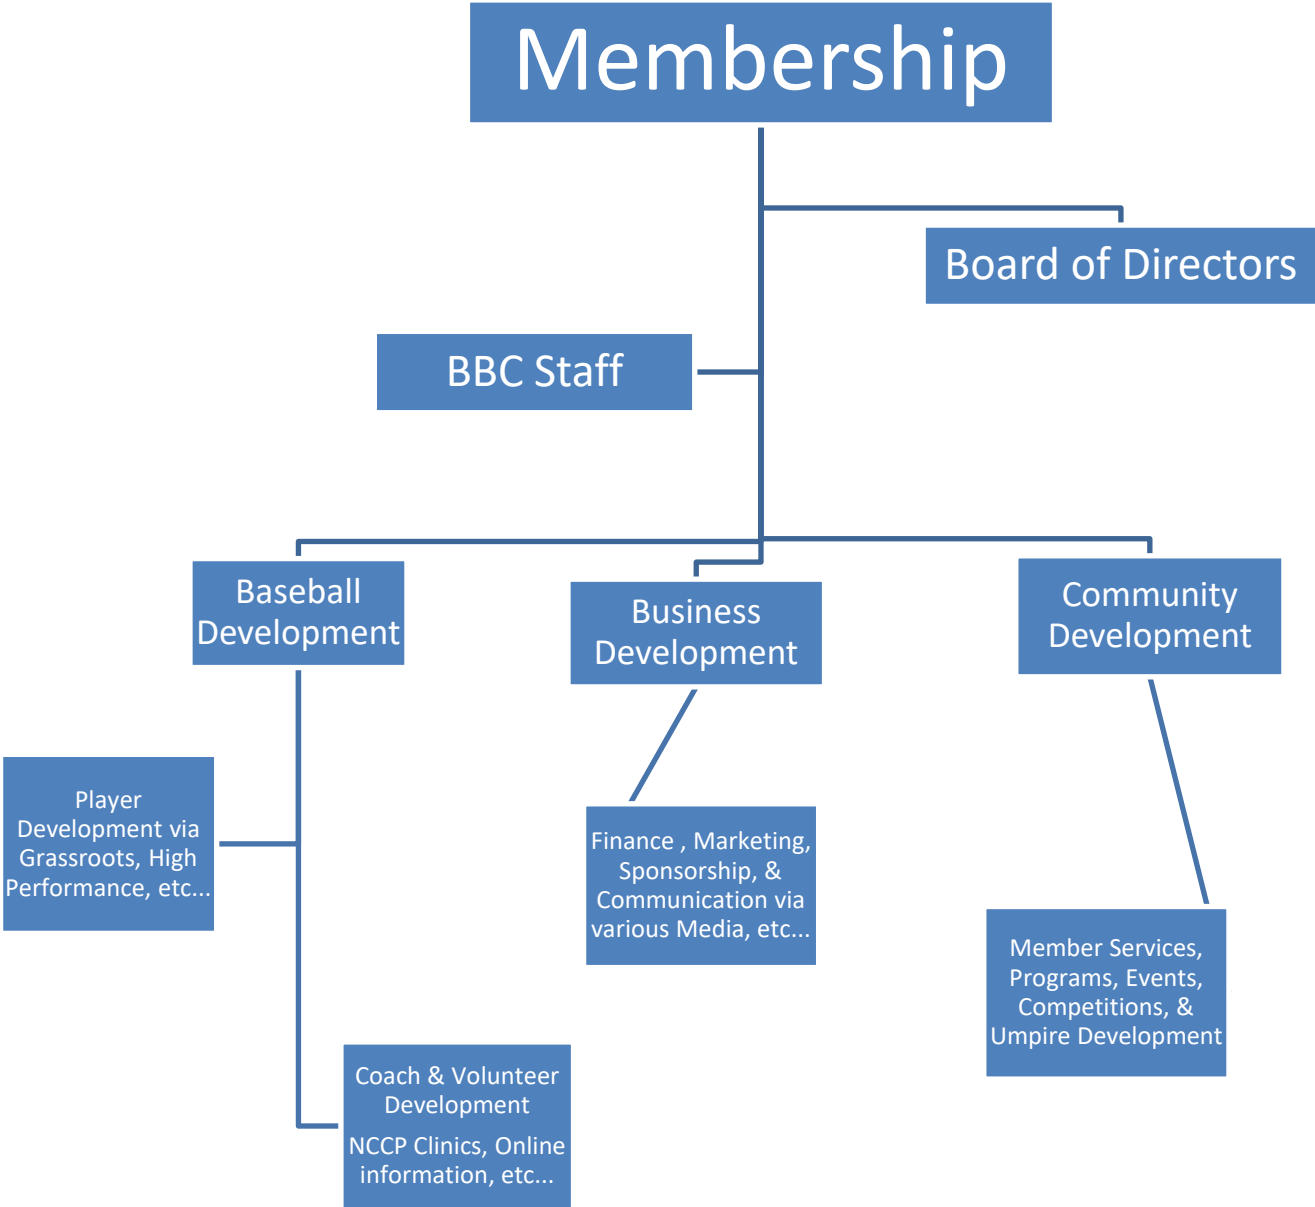 Membership
Board of Directors
BBC Staff
Baseball
Development
Business
Development
Community
Development
Player
Development via
Grassroots, High
Performance, etc...
Finance , Marketing,
Sponsorship, &
Communication via
various Media, etc...
Member Services,
Programs, Events,
Competitions, &
Umpire Development
Coach & Volunteer
Development
NCCP Clinics, Online
information, etc...